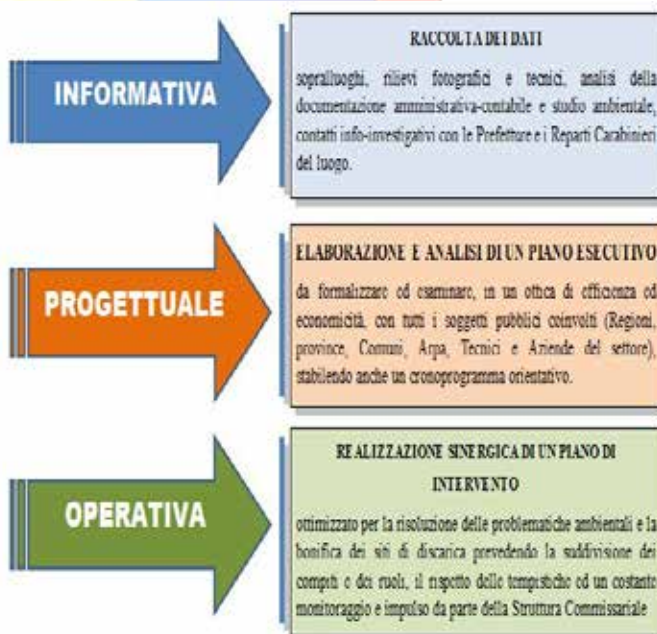 INFORMATIVA
RACCOLTA DEI DATI
sopralluoghi, rilievi fotografici e tecnici, analisi della
documentazione amministrativa-contabile e studio ambientale,
contatti info-investigativi con le Prefetture e i Reparti Carabinieri
del luogo.
PROGETTUALE
ELABORAZIONE E ANALISI DI UN PIANO ESECUTIVO
da formalizzare ed esaminare, in un ottica di efficienza ed
economicità, con tutti i soggetti pubblici coinvolti (Regioni,
province, Comuni, Arpa, Tecnici e Aziende del settore),
stabilendo anche un cronoprogramma orientativo.
OPERATIVA
REALIZZAZIONE SINERGICA DI UN PIANO DI
INTERVENTO
ottimizzato per la risoluzione delle problematiche ambientali e la
bonifica dei siti di discarica prevedendo la suddivisione dei
compiti e dei ruoli, il rispetto delle tempistiche ed un costante
monitoraggio e impulso da parte della Struttura Commissariale